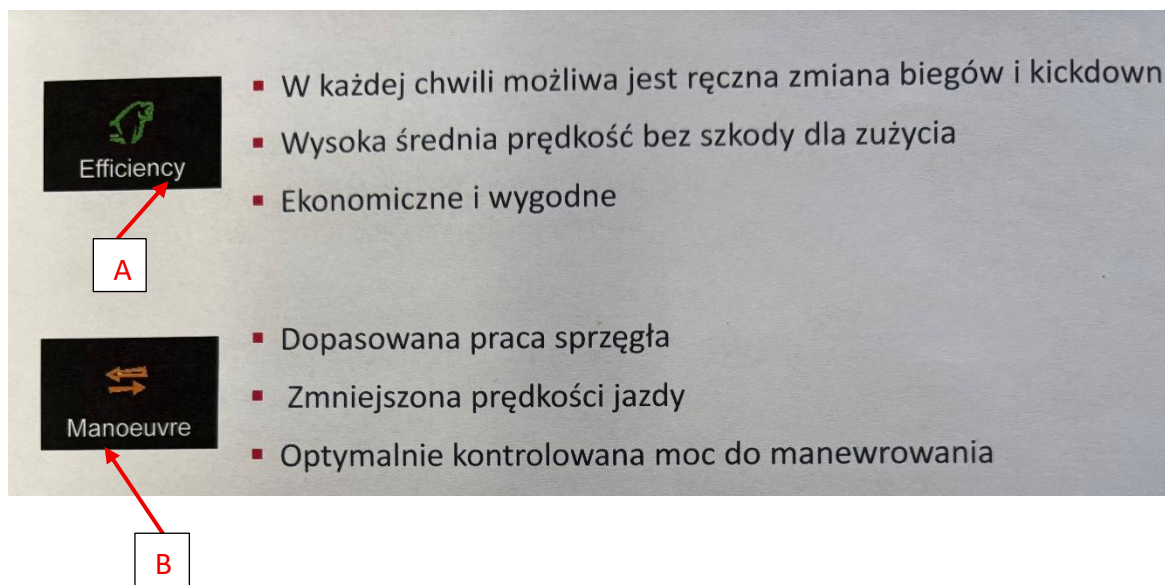 W każdej chwili możliwa jest ręczna zmiana biegów i kickdown
Wysoka średnia prędkość bez szkody dla zużycia
Efficiency
Ekonomiczne i wygodne
A
Dopasowana praca sprzęgła
Zmniejszona prędkości jazdy
Manoeuvre
Optymalnie kontrolowana moc do manewrowania
B